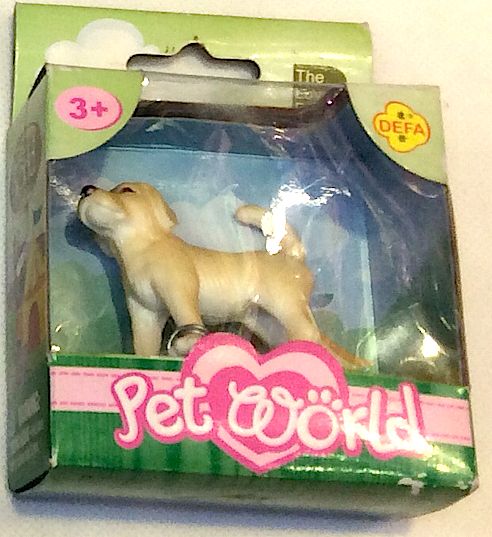 The
3+
DEFA
Pet World